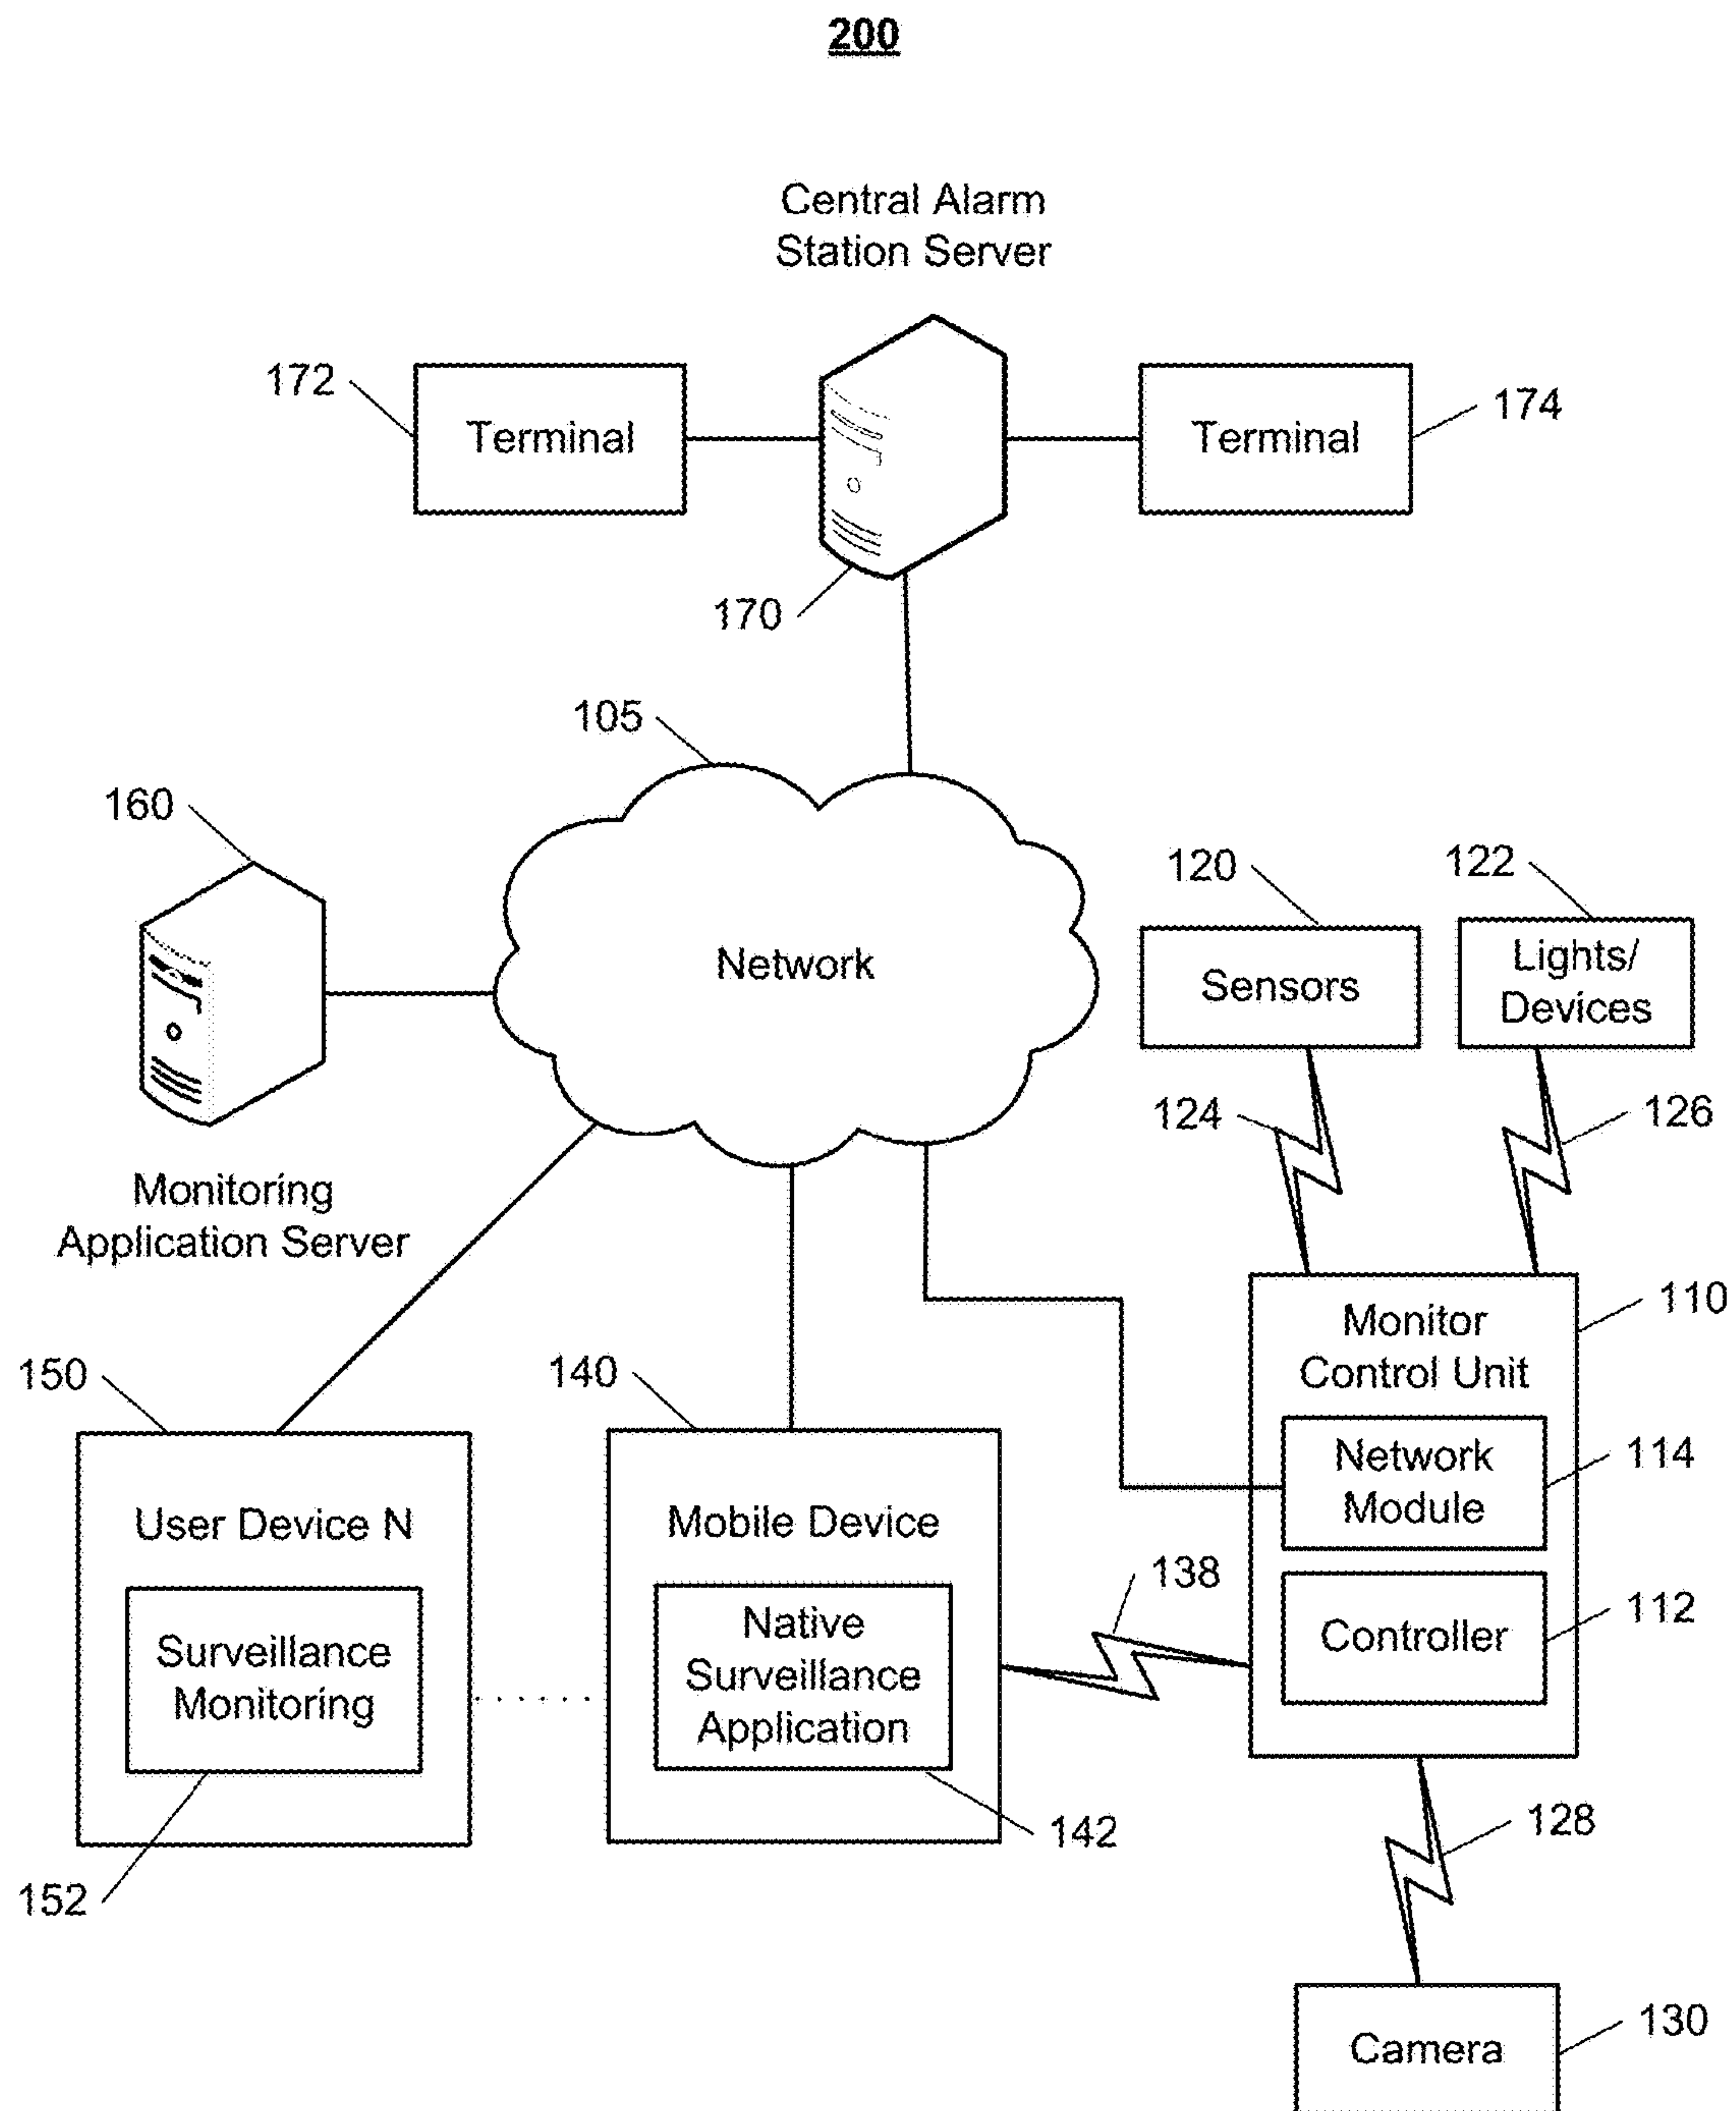 200
Central Alarm
Station Server
172
Terminal
Terminal
174
170
105
160
Network
120
122
Sensors
Lights/
Devices
124
126
Monitoring
Application Server
110
Monitor
Control Unit
150
140
Network
Module
114
User Device N
Mobile Device
138
Controller
112
Surveillance
Monitoring
Native
Surveillance
Application
152
142
128
Camera
130